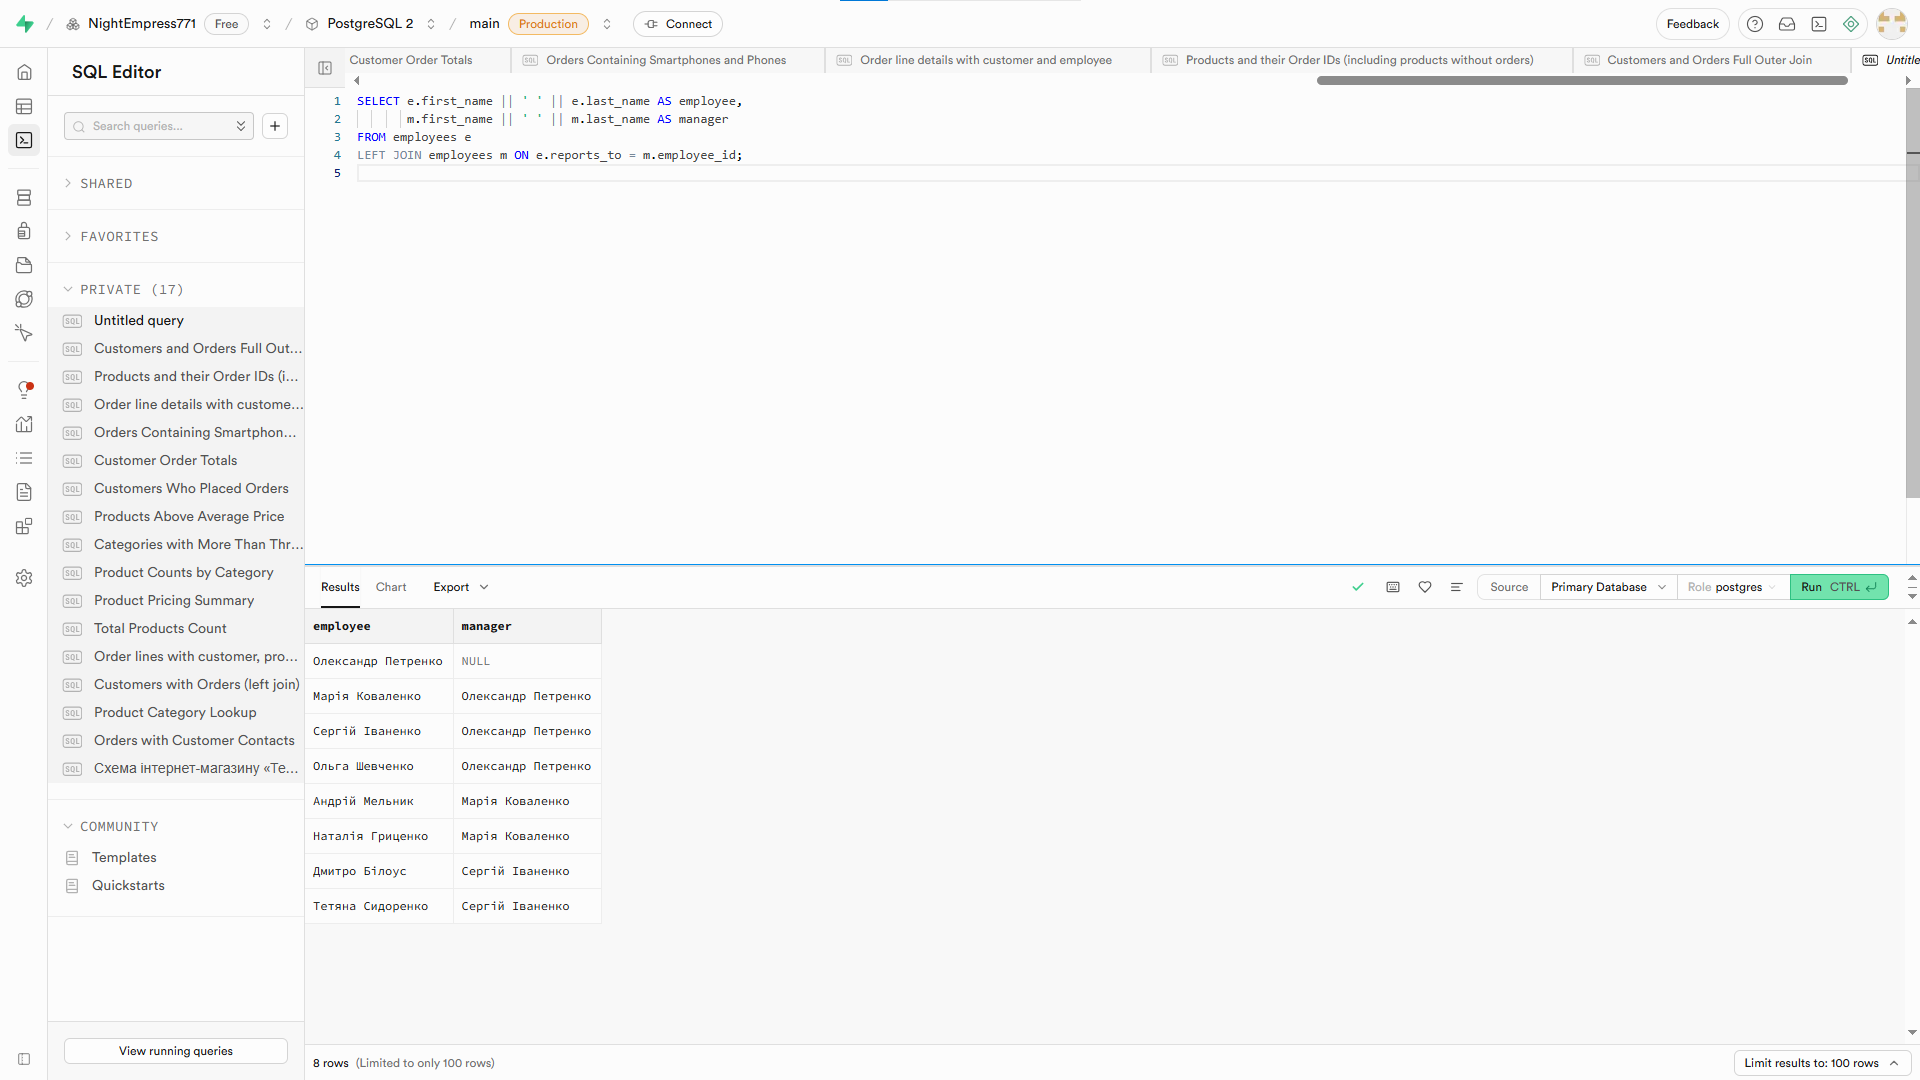 NightEmpress771 Free PostgreSQL 2 main Production Connect Feedback
SQL Editor
Search queries...
SHARED
FAVORITES
PRIVATE (17)
Untitled query
Customers and Orders Full Out...
Products and their Order IDs (i...
Order line details with custome...
Orders Containing Smartphon...
Customer Order Totals
Customers Who Placed Orders
Products Above Average Price
Categories with More Than Thr...
Product Counts by Category
Product Pricing Summary
Total Products Count
Order lines with customer, pro...
Customers with Orders (left join)
Product Category Lookup
Orders with Customer Contacts
Схема інтернет-магазину «Те...
COMMUNITY
Templates
Quickstarts
View running queries
Customer Order Totals Orders Containing Smartphones and Phones Order line details with customer and employee Products and their Order IDs (including products without orders) Customers and Orders Full Outer Join Untitle
1 SELECT e.first_name || ' ' || e.last_name AS employee,
2 m.first_name || ' ' || m.last_name AS manager
3 FROM employees e
4 LEFT JOIN employees m ON e.reports_to = m.employee_id;
5
Results Chart Export Source Primary Database Role postgres Run CTRL
employee manager
Олександр Петренко NULL
Марія Коваленко Олександр Петренко
Сергій Іваненко Олександр Петренко
Ольга Шевченко Олександр Петренко
Андрій Мельник Марія Коваленко
Наталія Гриценко Марія Коваленко
Дмитро Білоус Сергій Іваненко
Тетяна Сидоренко Сергій Іваненко
8 rows (Limited to only 100 rows) Limit results to: 100 rows